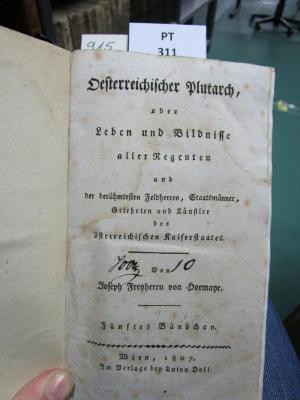 915
PT
311
Oesterreichischer Plutarch,
oder
Leben und Bildnisse
aller Regenten
und
der berühmtesten Feldherren, Staatsmänner,
Gelehrten und Künstler
des
österreichischen Kaiserstaates.
10
Von
Joseph Freyherrn von Hormayr.
Fünftes Bändchen.
Wien, 1807.
Im Verlage bey Anton Doll.